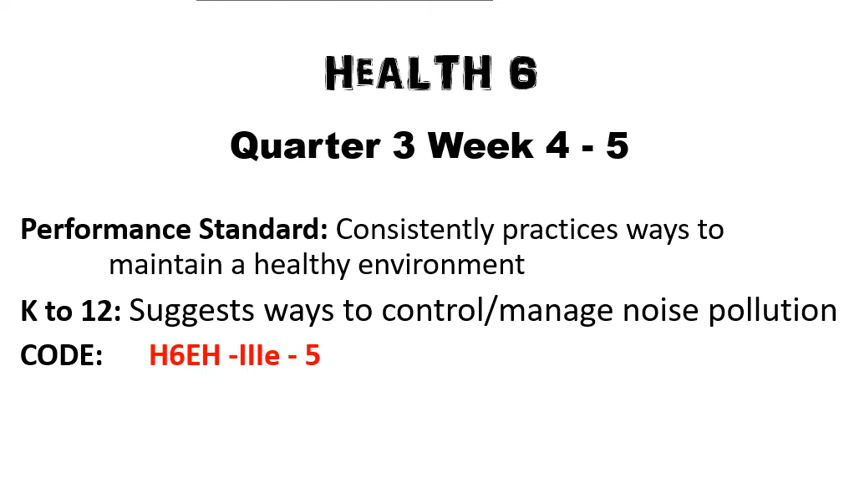 HEALTH 6
Quarter 3 Week 4 - 5
Performance Standard: Consistently practices ways to
maintain a healthy environment
K to 12: Suggests ways to control/manage noise pollution
CODE: H6EH -IIIe - 5